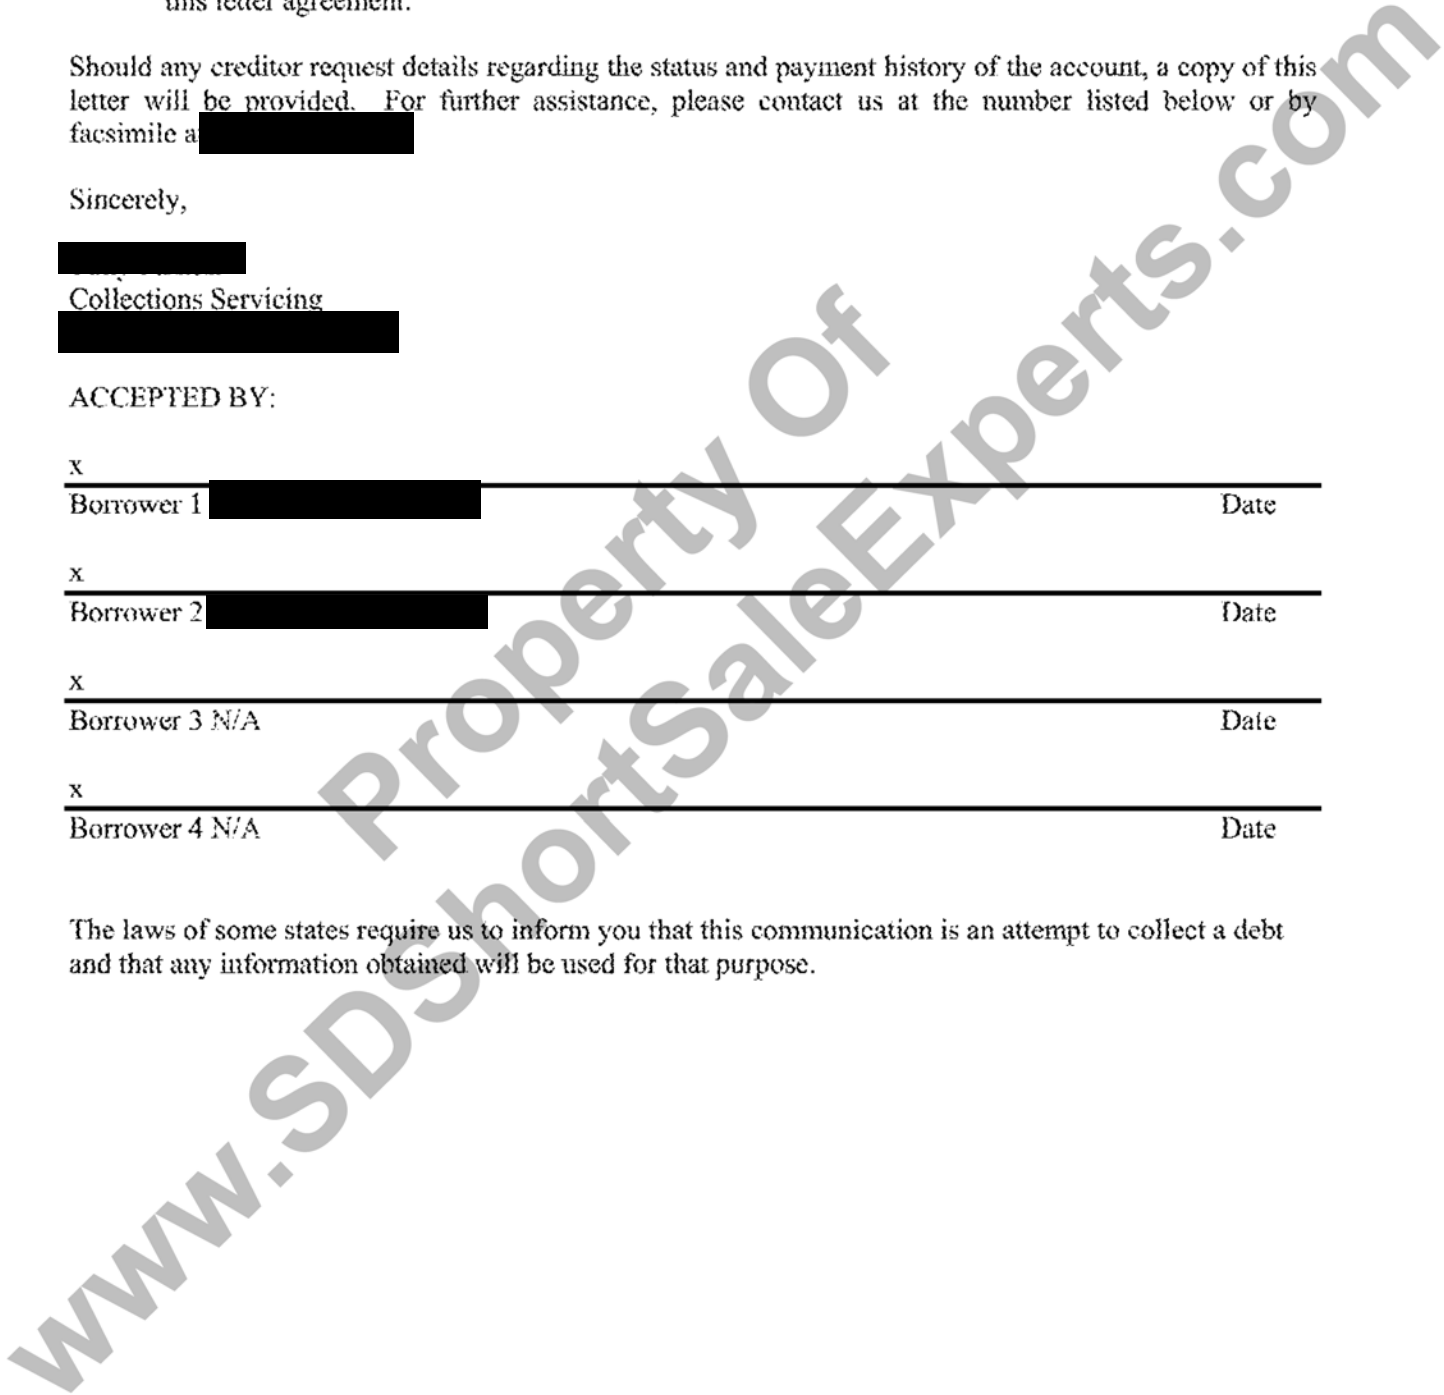 this letter agreement.
Should any creditor request details regarding the status and payment history of the account, a copy of this
letter will be provided. For further assistance, please contact us at the number listed below or by
facsimile a
Sincerely,
Collections Servicing
ACCEPTED BY:
x
Borrower 1 Date
x
Borrower 2 Date
x
Borrower 3 N/A Date
x
Borrower 4 N/A Date
The laws of some states require us to inform you that this communication is an attempt to collect a debt
and that any information obtained will be used for that purpose.
Property Of
www.SDShortSaleExperts.com